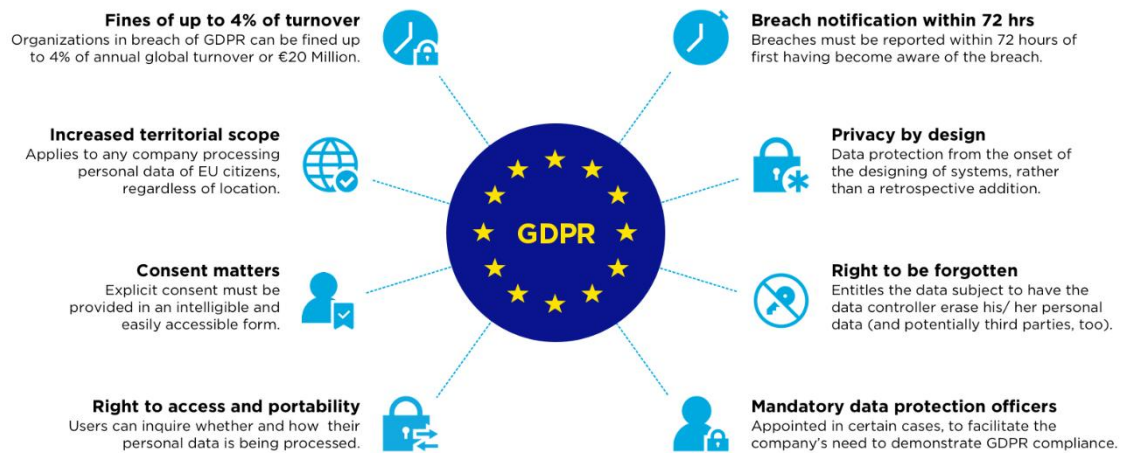 Fines of up to 4% of turnover
Organizations in breach of GDPR can be fined up
to 4% of annual global turnover or €20 Million.
Increased territorial scope
Applies to any company processing
personal data of EU citizens,
regardless of location.
Consent matters
Explicit consent must be
provided in an intelligible and
easily accessible form.
Right to access and portability
Users can inquire whether and how their
personal data is being processed.
GDPR
Breach notification within 72 hrs
Breaches must be reported within 72 hours of
first having become aware of the breach.
Privacy by design
Data protection from the onset of
the designing of systems, rather
than a retrospective addition.
Right to be forgotten
Entitles the data subject to have the
data controller erase his/ her personal
data (and potentially third parties, too).
Mandatory data protection officers
Appointed in certain cases, to facilitate the
company's need to demonstrate GDPR compliance.